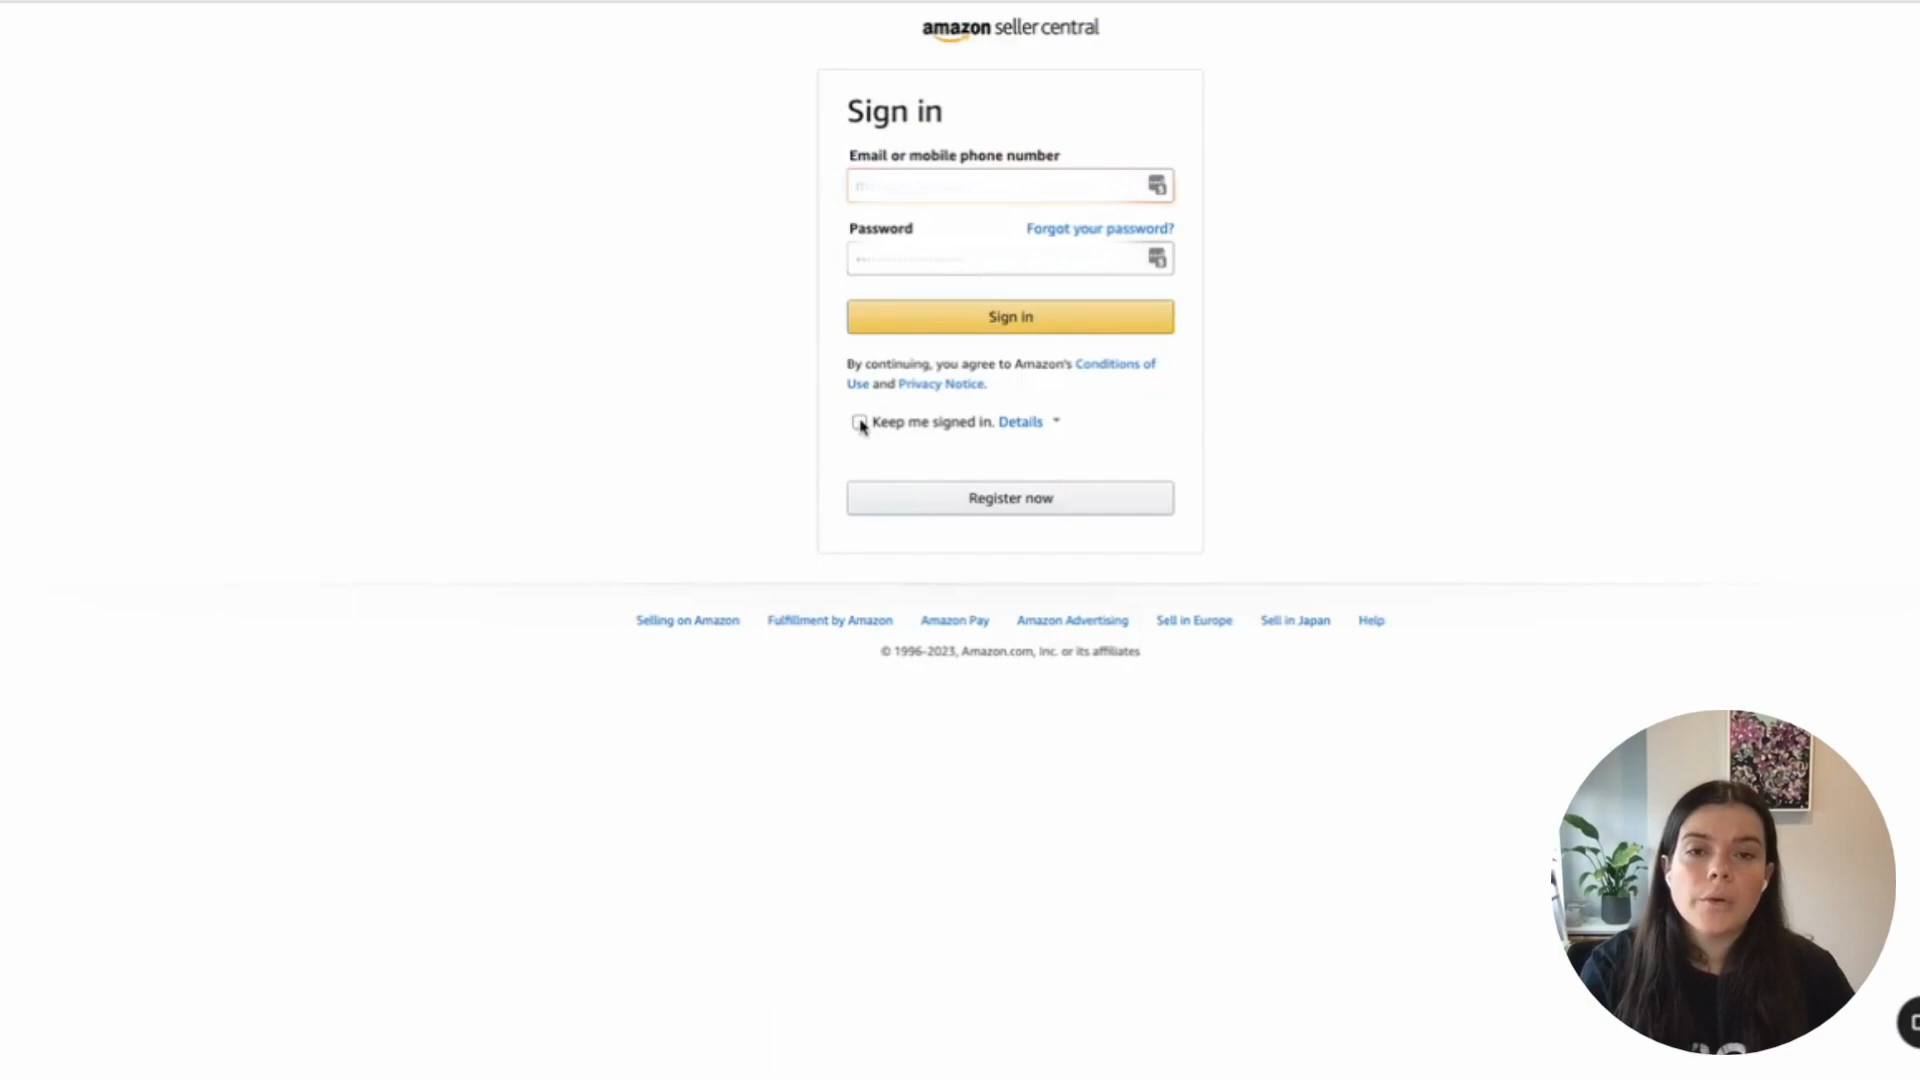 amazon seller central
Sign in
Email or mobile phone number
Password
Forgot your password?
Sign in
By continuing, you agree to Amazon's Conditions of
Use and Privacy Notice.
Keep me signed in. Details
Register now
Selling on Amazon
Fulfillment by Amazon
Amazon Pay
Amazon Advertising
Sell in Europe
Sell in Japan
Help
© 1996-2023, Amazon.com, Inc. or its affiliates